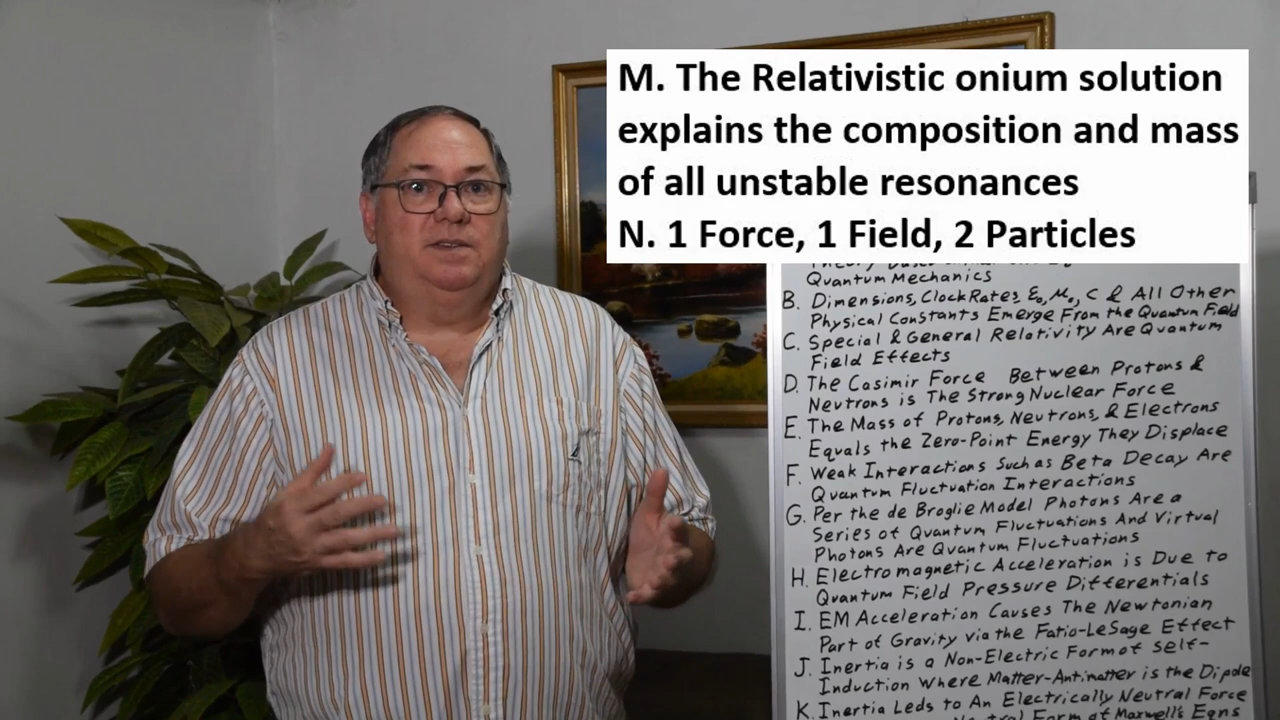 M. The Relativistic onium solution
explains the composition and mass
of all unstable resonances
N. 1 Force, 1 Field, 2 Particles
Quantum Mechanics
B. Dimensions, Clock Rates, ε₀, μ₀, C & All Other
Physical Constants Emerge From the Quantum Field
C. Special & General Relativity Are Quantum
Field Effects
D. The Casimir Force Between Protons &
Neutrons is The Strong Nuclear Force
E. The Mass of Protons, Neutrons, & Electrons
Equals the Zero-Point Energy They Displace
F. Weak Interactions Such as Beta Decay Are
Quantum Fluctuation Interactions
G. Per the de Broglie Model Photons Are a
Series of Quantum Fluctuations And Virtual
Photons Are Quantum Fluctuations
H. Electromagnetic Acceleration is Due to
Quantum Field Pressure Differentials
I. EM Acceleration Causes The Newtonian
Part of Gravity via the Fatio-LeSage Effect
J. Inertia is a Non-Electric Form of Self-
Induction Where Matter-Antimatter is the Dipole
K. Inertia Leads to An Electrically Neutral Force
Form of Maxwell's Eqns